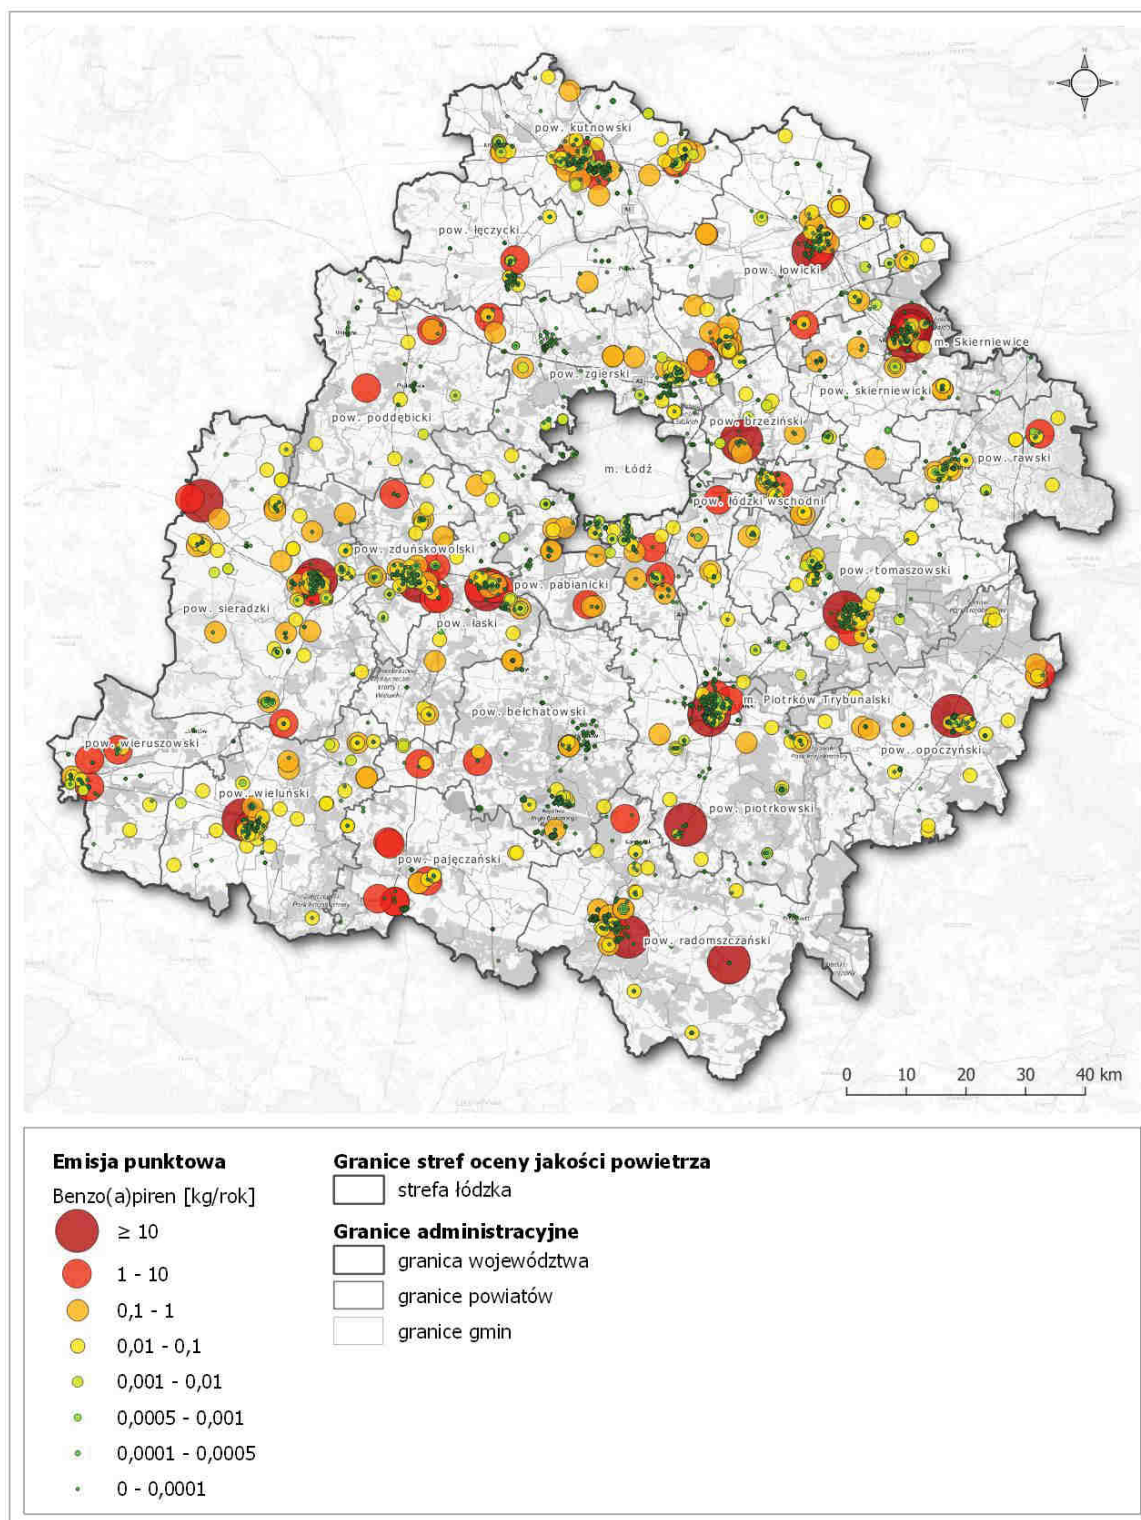 pow. kutnowski
pow. łęczycki
pow. łowicki
m. Skierniewice
pow. zgierski
pow. skierniewicki
pow. poddębicki
pow. brzeziński
pow. rawski
m. Łódź
pow. łódzki wschodni
pow. zduńskowolski
pow. pabianicki
pow. tomaszowski
pow. sieradzki
pow. łaski
m. Piotrków Trybunalski
pow. bełchatowski
pow. wieruszowski
pow. opoczyński
pow. wieluński
pow. piotrkowski
pow. pajęczański
pow. radomszczański
0 10 20 30 40 km
Emisja punktowa
Benzo(a)piren [kg/rok]
≥ 10
1 - 10
0,1 - 1
0,01 - 0,1
0,001 - 0,01
0,0005 - 0,001
0,0001 - 0,0005
0 - 0,0001
Granice stref oceny jakości powietrza
strefa łódzka
Granice administracyjne
granica województwa
granice powiatów
granice gmin